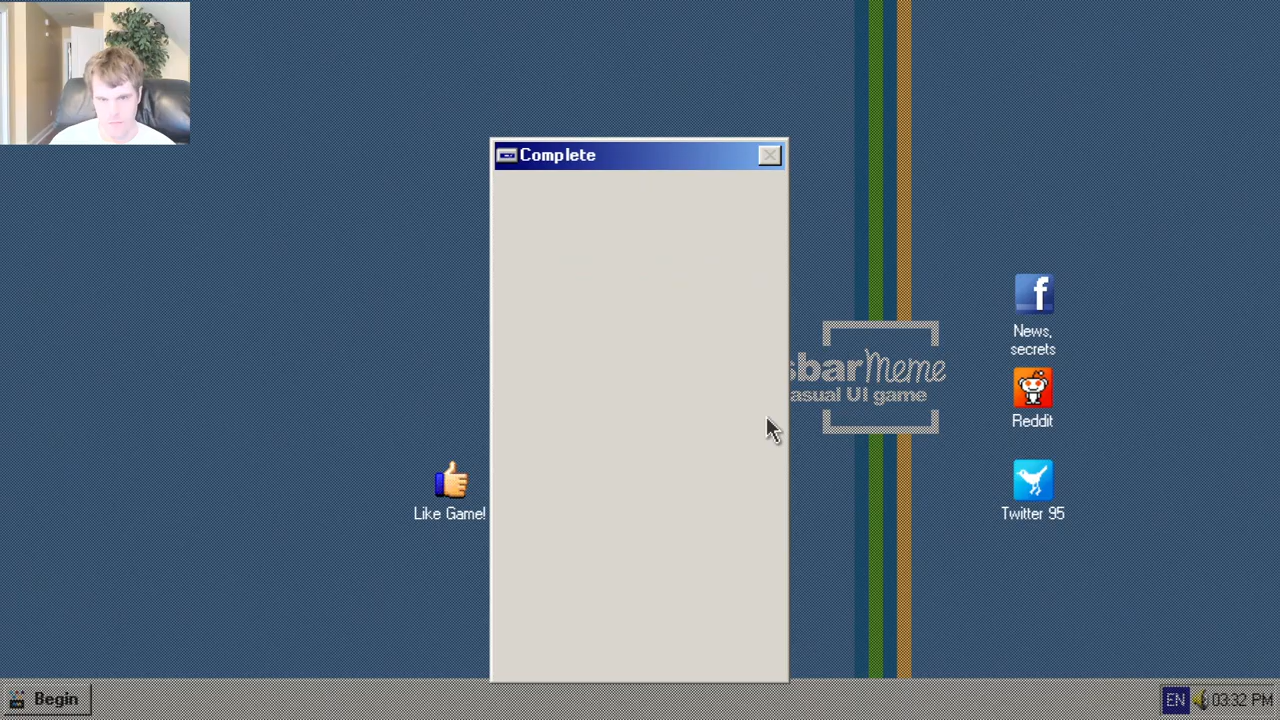 Complete
News,
secrets
sbarMeme
asual UI game
Reddit
Like Game!
Twitter 95
Begin
EN
03:32 PM